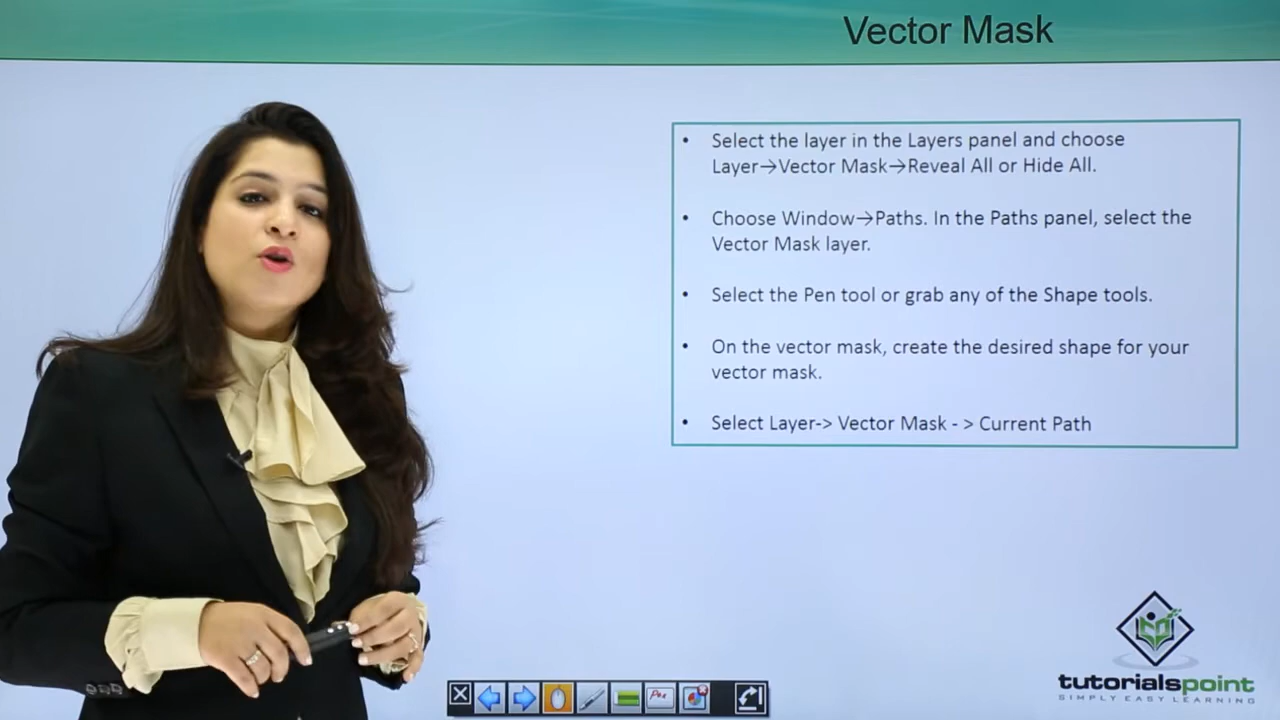 Vector Mask
• Select the layer in the Layers panel and choose
Layer→Vector Mask→Reveal All or Hide All.
• Choose Window→Paths. In the Paths panel, select the
Vector Mask layer.
• Select the Pen tool or grab any of the Shape tools.
• On the vector mask, create the desired shape for your
vector mask.
• Select Layer-> Vector Mask - > Current Path
Pen
tutorialspoint
SIMPLY EASY LEARNING